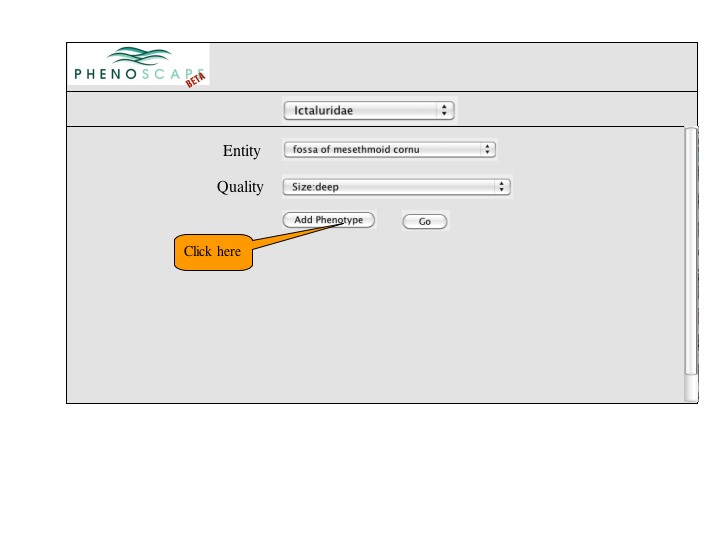 PHENOSCAPE
BETA
Ictaluridae
Entity
fossa of mesethmoid cornu
Quality
Size:deep
Add Phenotype
Go
Click here